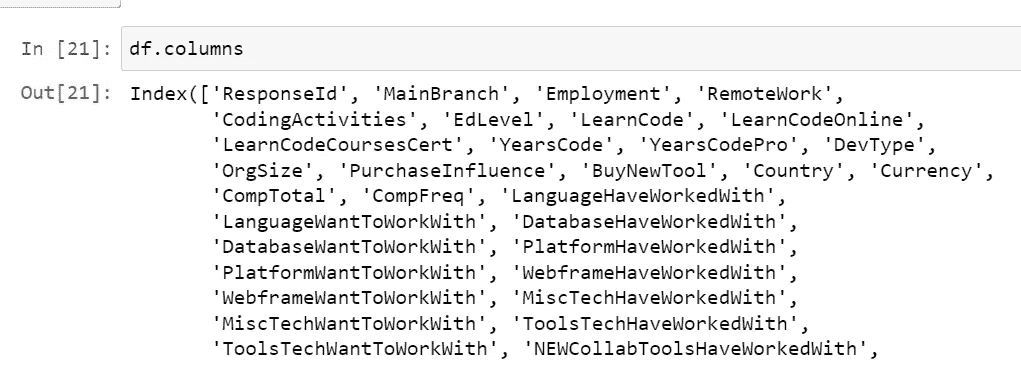 In [21]: df.columns
Out[21]: Index(['ResponseId', 'MainBranch', 'Employment', 'RemoteWork',
'CodingActivities', 'EdLevel', 'LearnCode', 'LearnCodeOnline',
'LearnCodeCoursesCert', 'YearsCode', 'YearsCodePro', 'DevType',
'OrgSize', 'PurchaseInfluence', 'BuyNewTool', 'Country', 'Currency',
'CompTotal', 'CompFreq', 'LanguageHaveWorkedWith',
'LanguageWantToWorkWith', 'DatabaseHaveWorkedWith',
'DatabaseWantToWorkWith', 'PlatformHaveWorkedWith',
'PlatformWantToWorkWith', 'WebframeHaveWorkedWith',
'WebframeWantToWorkWith', 'MiscTechHaveWorkedWith',
'MiscTechWantToWorkWith', 'ToolsTechHaveWorkedWith',
'ToolsTechWantToWorkWith', 'NEWCollabToolsHaveWorkedWith',